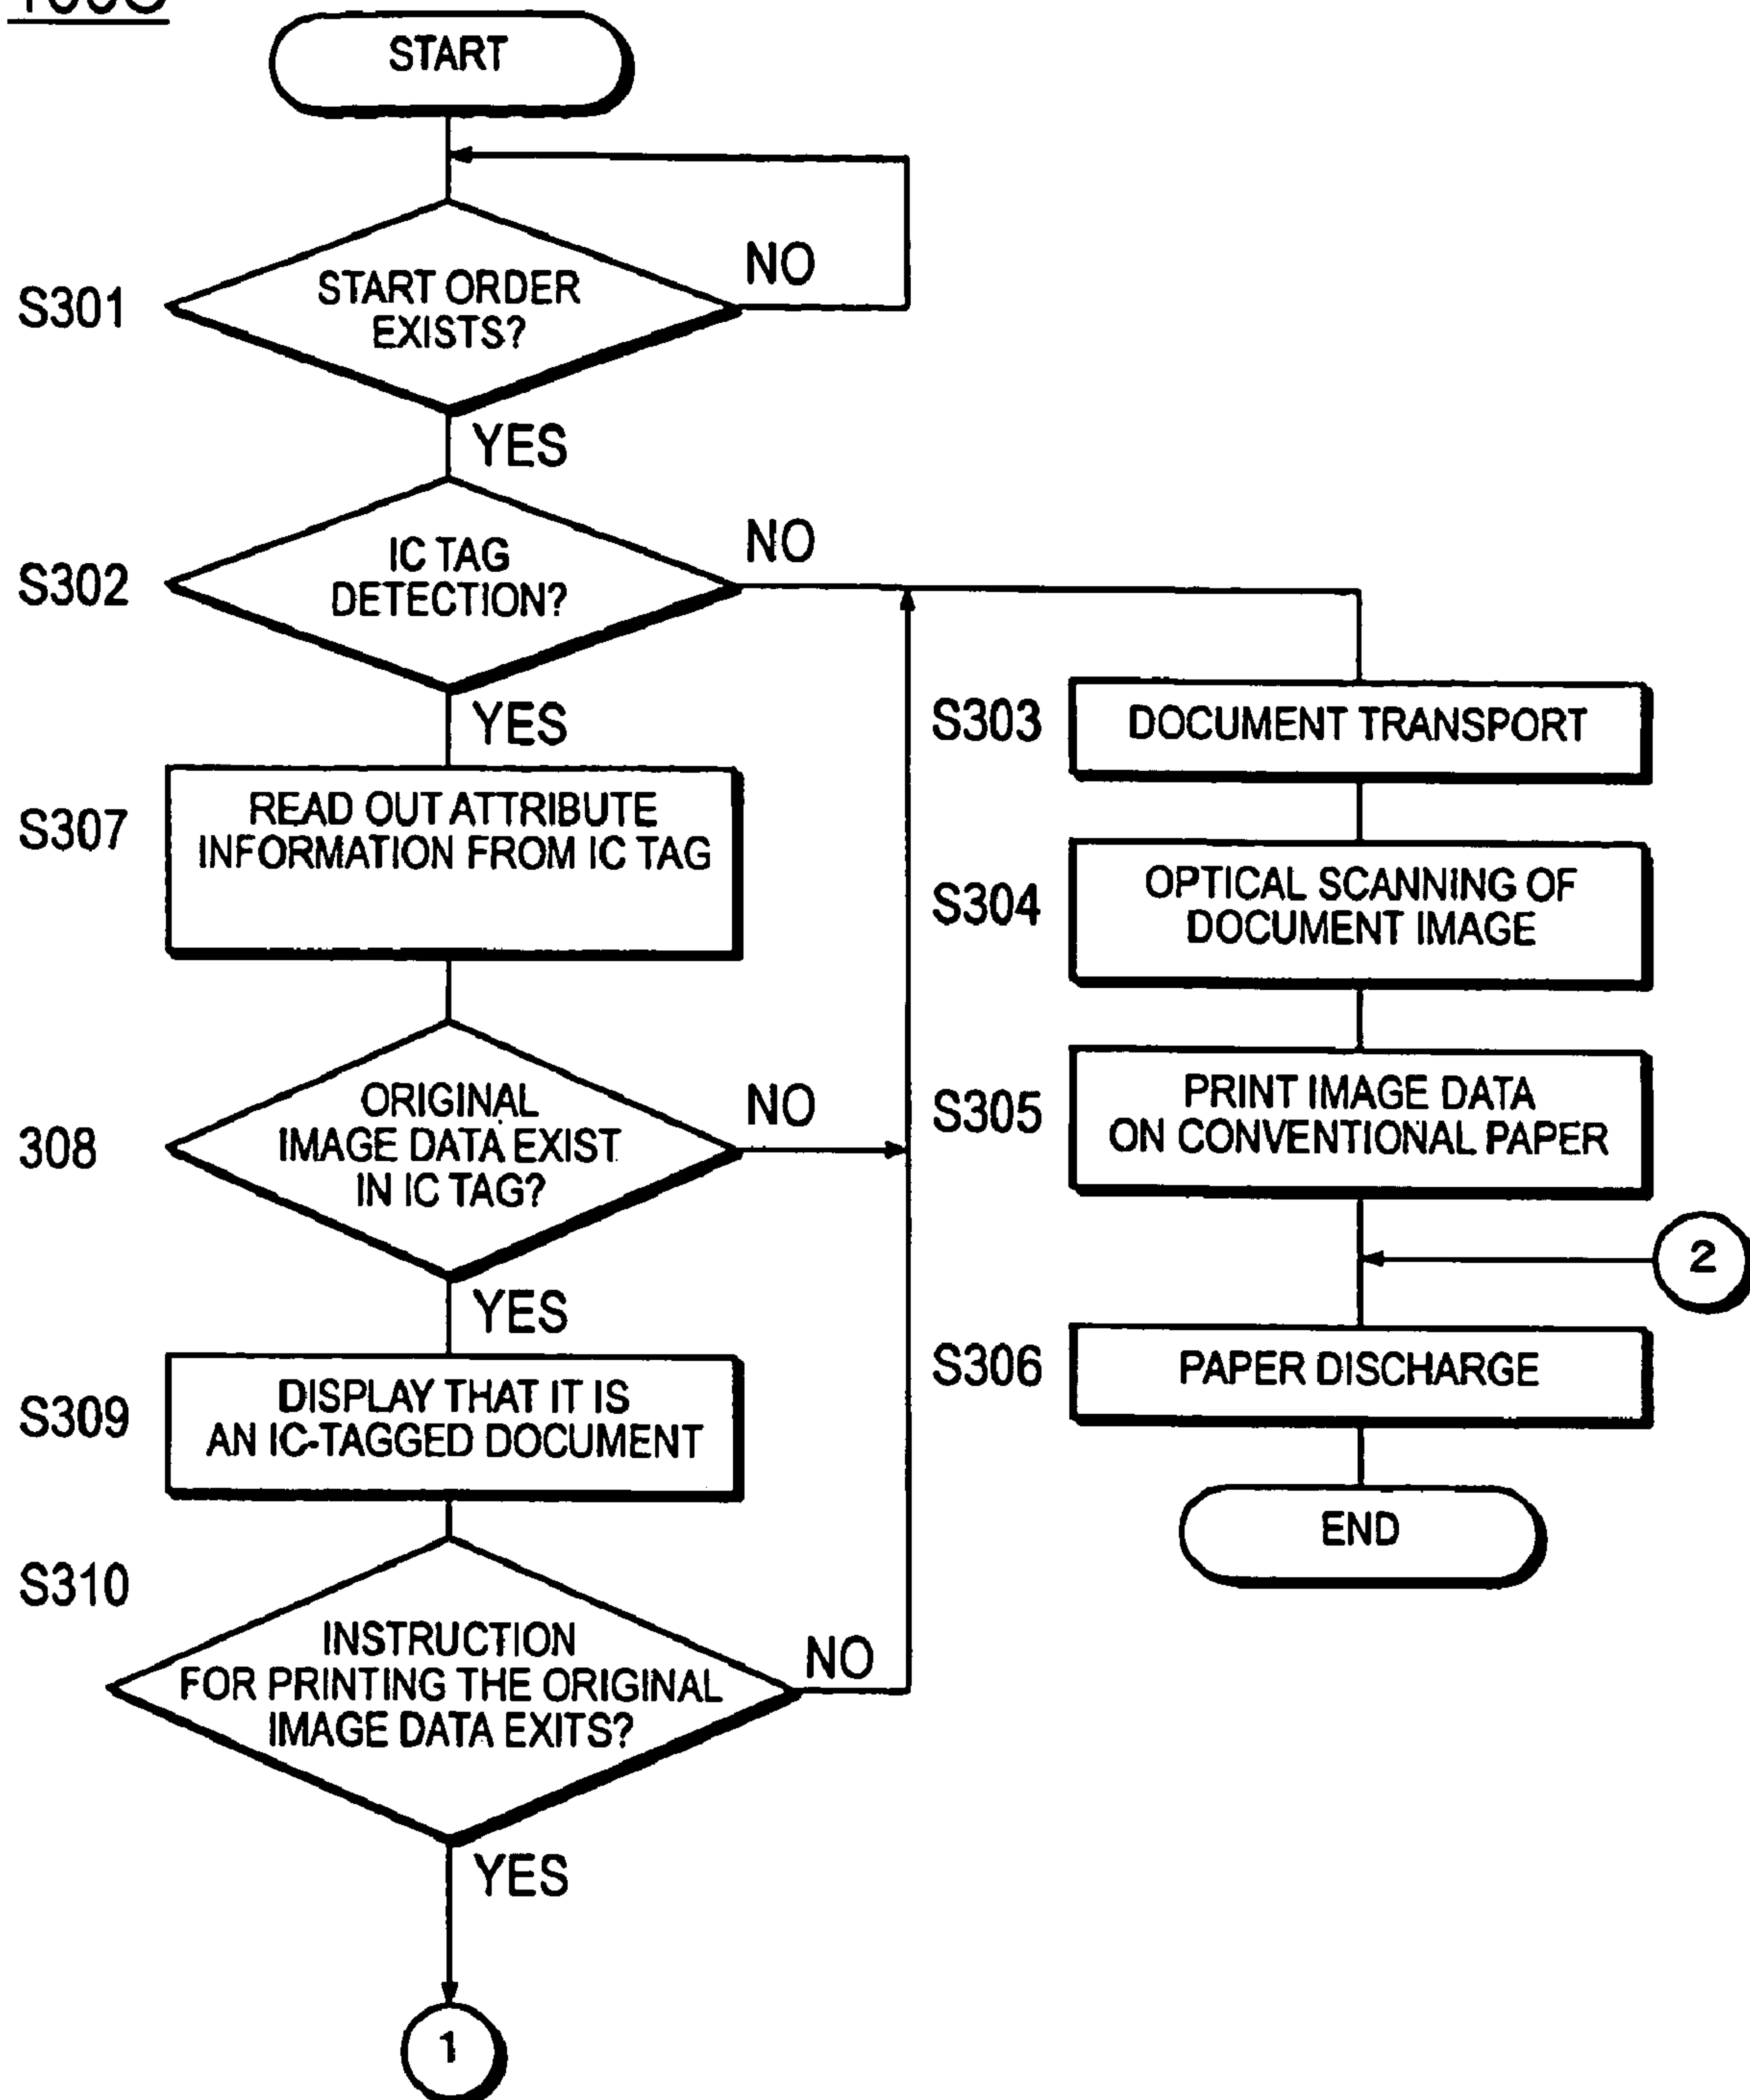 START
S301
START ORDER
EXISTS?
NO
YES
S302
IC TAG
DETECTION?
NO
YES
S307
READ OUT ATTRIBUTE
INFORMATION FROM IC TAG
308
ORIGINAL
IMAGE DATA EXIST
IN IC TAG?
NO
YES
S309
DISPLAY THAT IT IS
AN IC-TAGGED DOCUMENT
S310
INSTRUCTION
FOR PRINTING THE ORIGINAL
IMAGE DATA EXITS?
NO
YES
1
S303
DOCUMENT TRANSPORT
S304
OPTICAL SCANNING OF
DOCUMENT IMAGE
S305
PRINT IMAGE DATA
ON CONVENTIONAL PAPER
2
S306
PAPER DISCHARGE
END